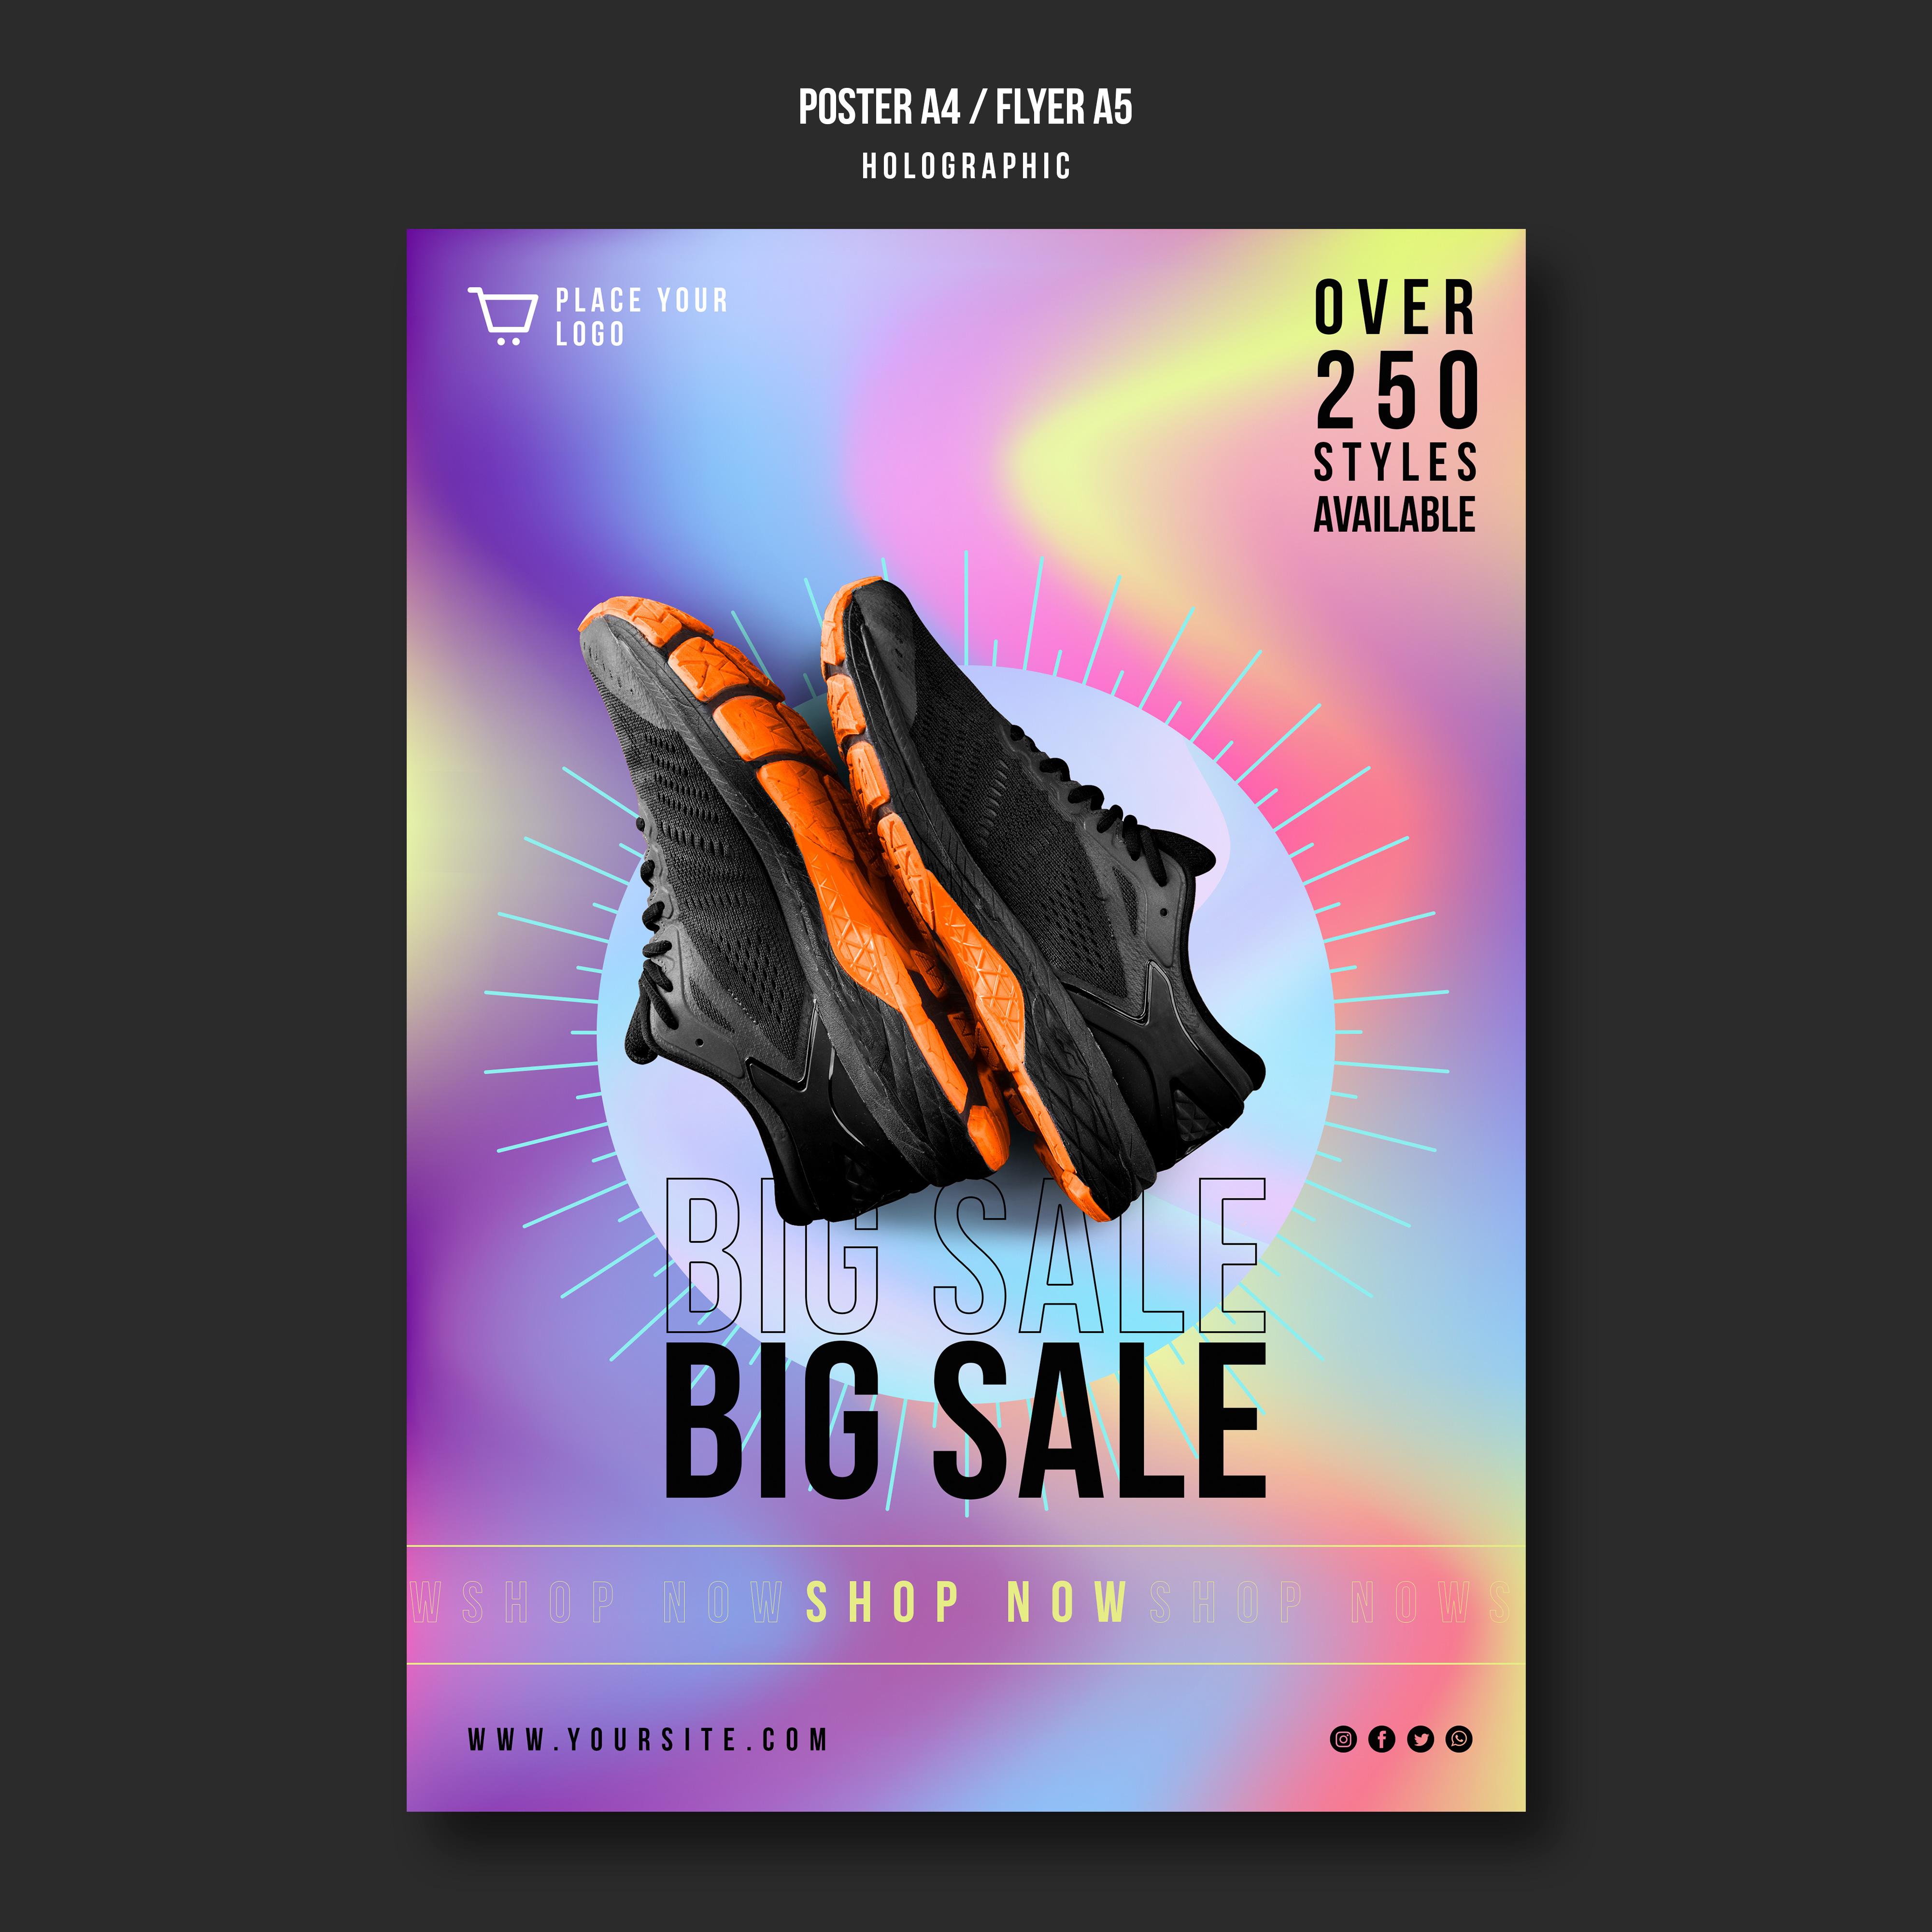 POSTER A4 / FLYER A5
HOLOGRAPHIC
PLACE YOUR
LOGO
OVER
250
STYLES
AVAILABLE
BIG SALE
BIG SALE
WSHOP NOWSHOP NOWSHOP NOWS
WWW.YOURSITE.COM